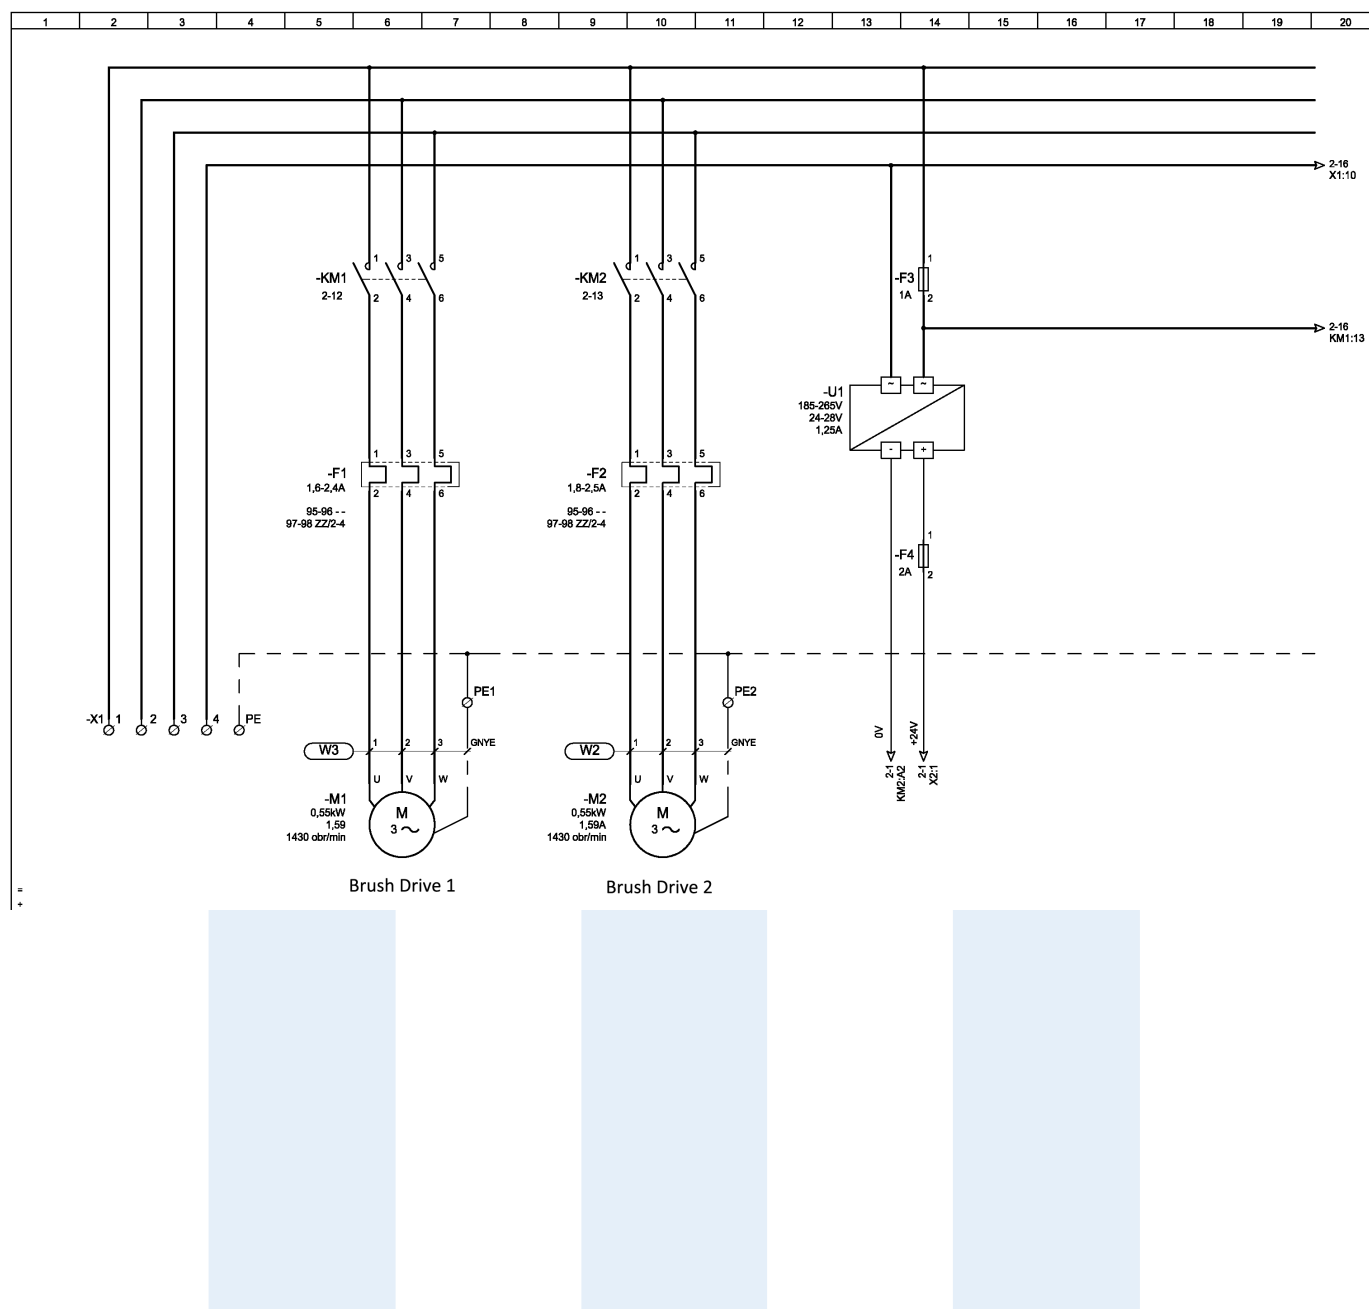 1 2 3 4 5 6 7 8 9 10 11 12 13 14 15 16 17 18 19 20
2-16
X1:10
1 3 5
-KM1
2-12
2 4 6
1 3 5
-KM2
2-13
2 4 6
1
-F3
1A
2
2-16
KM1:13
~ ~
-U1
185-265V
24-28V
1,25A
- +
1 3 5
-F1
1,6-2,4A
2 4 6
95-96 --
97-98 ZZ/2-4
1 3 5
-F2
1,8-2,5A
2 4 6
95-96 --
97-98 ZZ/2-4
1
-F4
2A
2
-X1 1 2 3 4 PE
PE1
W3
1 2 3 GNYE
U V W
-M1
0,55kW
1,59
1430 obr/min
M
3 ~
Brush Drive 1
PE2
W2
1 2 3 GNYE
U V W
-M2
0,55kW
1,59A
1430 obr/min
M
3 ~
Brush Drive 2
0V
2-1
KM2:A2
+24V
2-1
X2:1
=
+